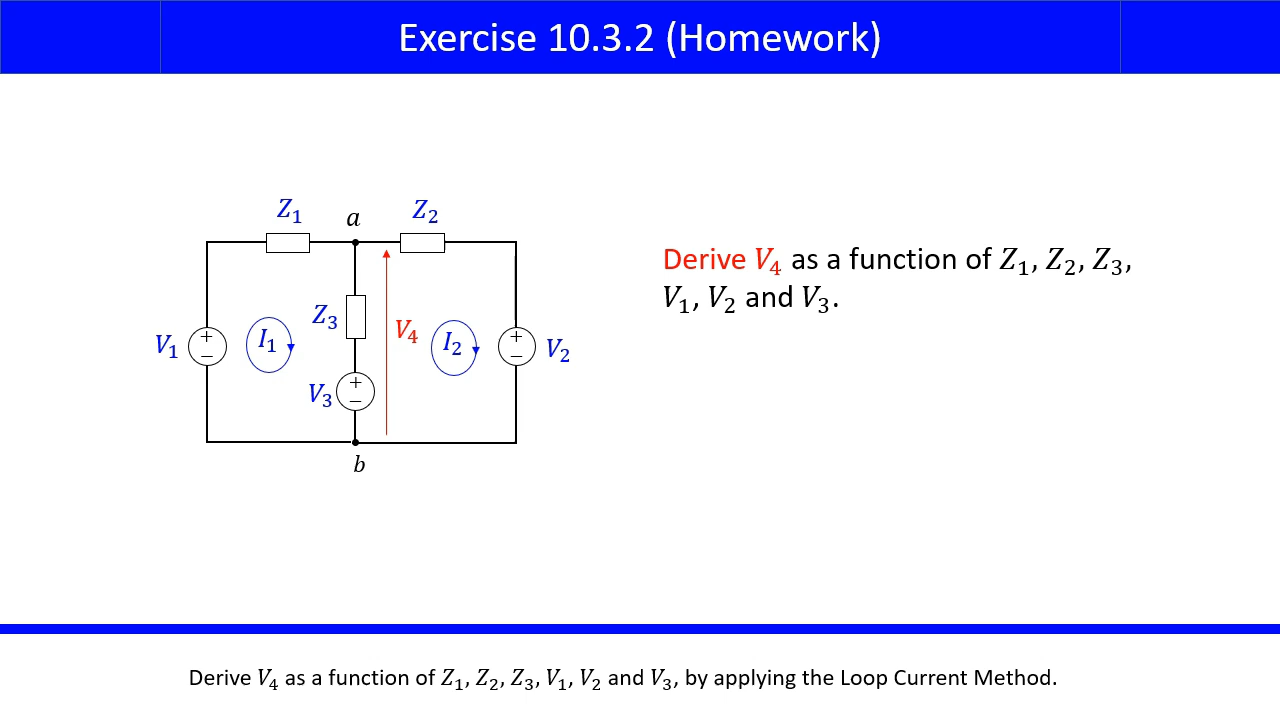 Exercise 10.3.2 (Homework)
Z₁ a Z₂
Derive V₄ as a function of Z₁, Z₂, Z₃,
V₁, V₂ and V₃.
Z₃
V₁ + − I₁ V₄ I₂ + − V₂
V₃ + −
b
Derive V₄ as a function of Z₁, Z₂, Z₃, V₁, V₂ and V₃, by applying the Loop Current Method.